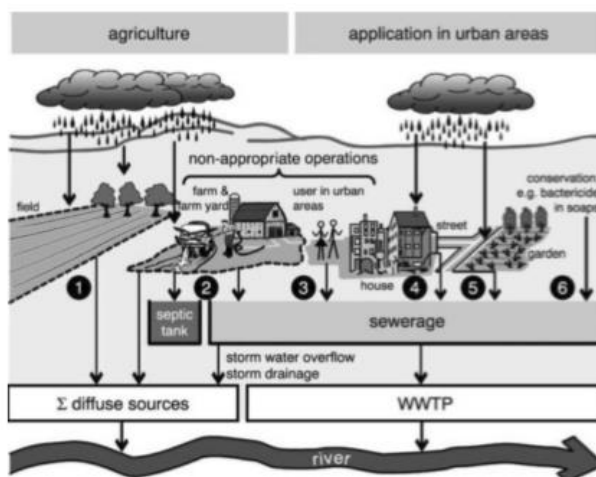 agriculture
application in urban areas
non-appropriate operations
conservation
e.g. bactericide
in soaps
farm &
farm yard
user in urban
areas
field
street
garden
house
1
2
3
4
5
6
septic
tank
sewerage
storm water overflow
storm drainage
Σ diffuse sources
WWTP
river